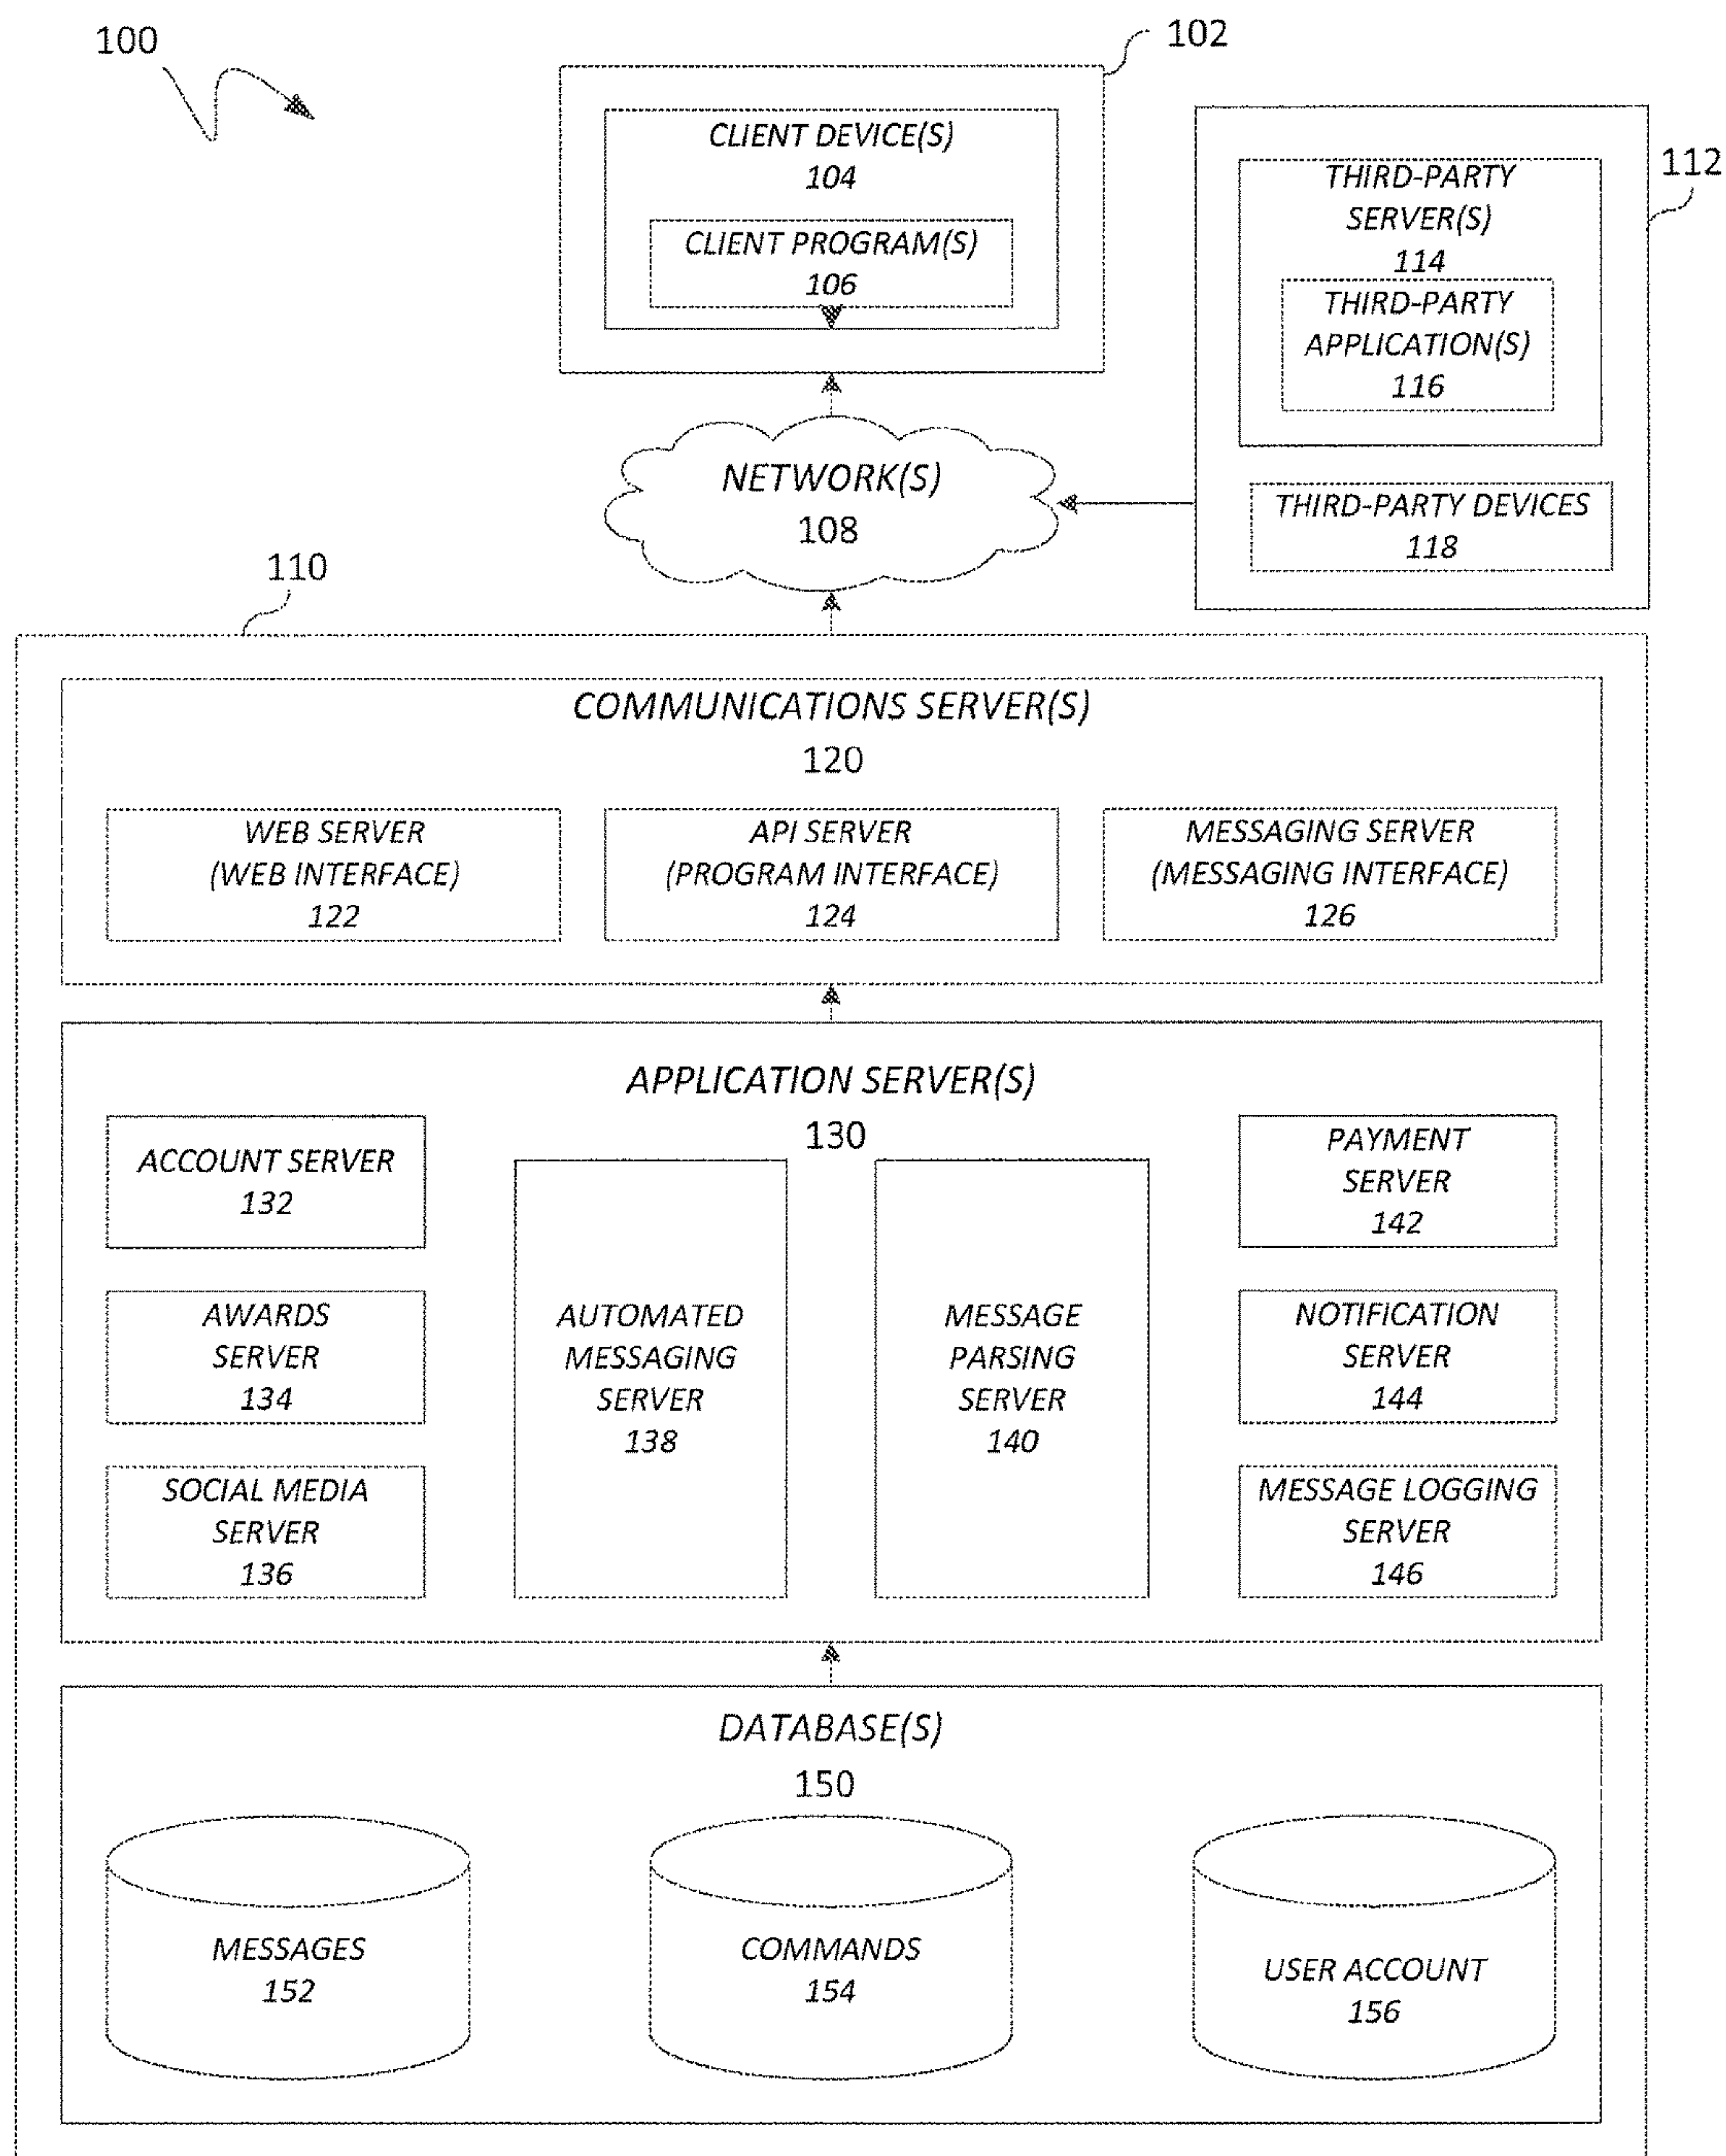 100
102
CLIENT DEVICE(S)
104
CLIENT PROGRAM(S)
106
112
THIRD-PARTY
SERVER(S)
114
THIRD-PARTY
APPLICATION(S)
116
THIRD-PARTY DEVICES
118
NETWORK(S)
108
110
COMMUNICATIONS SERVER(S)
120
WEB SERVER
(WEB INTERFACE)
122
API SERVER
(PROGRAM INTERFACE)
124
MESSAGING SERVER
(MESSAGING INTERFACE)
126
APPLICATION SERVER(S)
130
ACCOUNT SERVER
132
AWARDS
SERVER
134
SOCIAL MEDIA
SERVER
136
AUTOMATED
MESSAGING
SERVER
138
MESSAGE
PARSING
SERVER
140
PAYMENT
SERVER
142
NOTIFICATION
SERVER
144
MESSAGE LOGGING
SERVER
146
DATABASE(S)
150
MESSAGES
152
COMMANDS
154
USER ACCOUNT
156